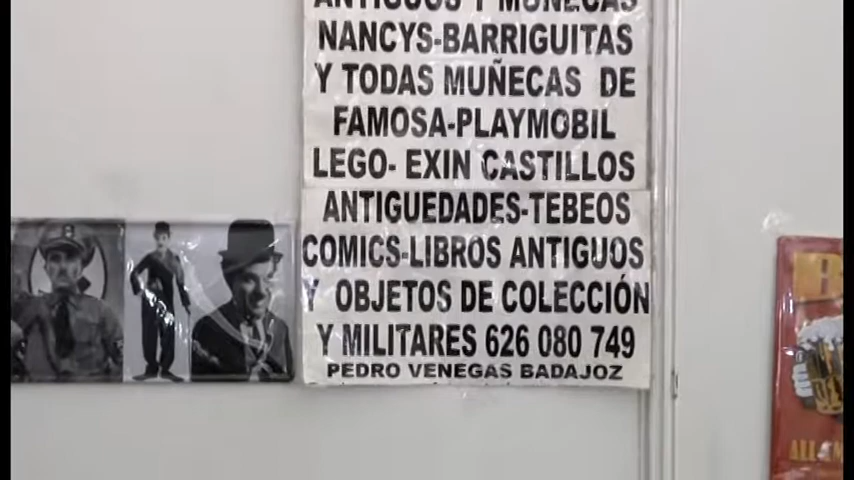 ANTIGUOS Y MUÑECAS
NANCYS-BARRIGUITAS
Y TODAS MUÑECAS DE
FAMOSA-PLAYMOBIL
LEGO- EXIN CASTILLOS
ANTIGUEDADES-TEBEOS
COMICS-LIBROS ANTIGUOS
Y OBJETOS DE COLECCIÓN
Y MILITARES 626 080 749
PEDRO VENEGAS BADAJOZ